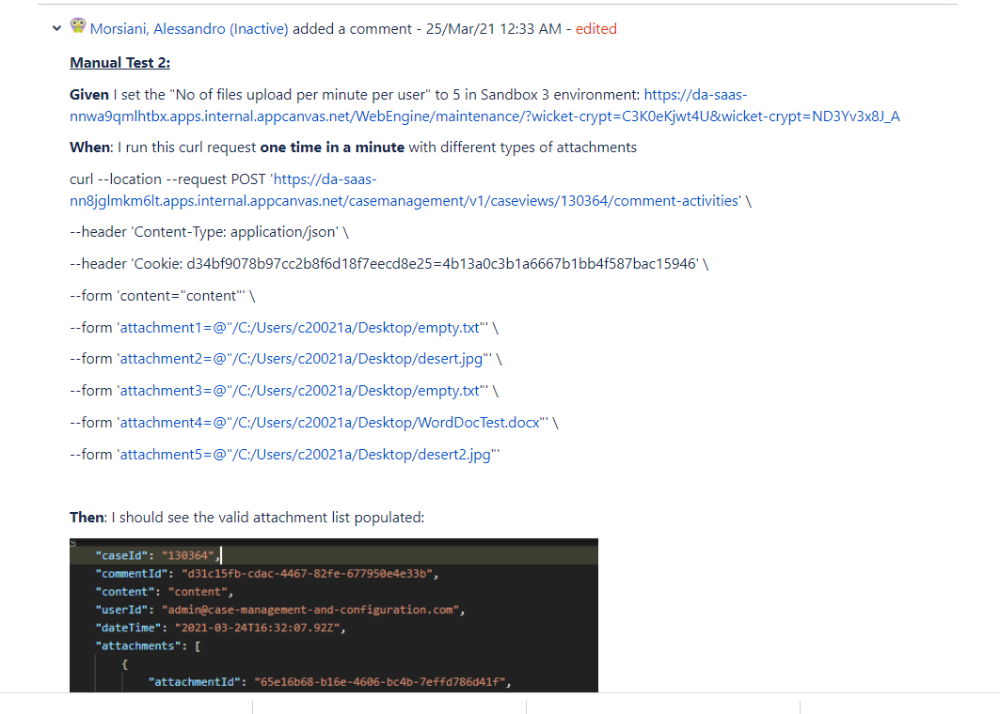 Morsiani, Alessandro (Inactive) added a comment - 25/Mar/21 12:33 AM - edited
Manual Test 2:
Given I set the "No of files upload per minute per user" to 5 in Sandbox 3 environment: https://da-saas-
nnwa9qmlhtbx.apps.internal.appcanvas.net/WebEngine/maintenance/?wicket-crypt=C3K0eKjwt4U&wicket-crypt=ND3Yv3x8J_A
When: I run this curl request one time in a minute with different types of attachments
curl --location --request POST 'https://da-saas-
nn8jglmkm6lt.apps.internal.appcanvas.net/casemanagement/v1/caseviews/130364/comment-activities' \
--header 'Content-Type: application/json' \
--header 'Cookie: d34bf9078b97cc2b8f6d18f7eecd8e25=4b13a0c3b1a6667b1bb4f587bac15946' \
--form 'content="content"' \
--form 'attachment1=@"/C:/Users/c20021a/Desktop/empty.txt"' \
--form 'attachment2=@"/C:/Users/c20021a/Desktop/desert.jpg"' \
--form 'attachment3=@"/C:/Users/c20021a/Desktop/empty.txt"' \
--form 'attachment4=@"/C:/Users/c20021a/Desktop/WordDocTest.docx"' \
--form 'attachment5=@"/C:/Users/c20021a/Desktop/desert2.jpg"'
Then: I should see the valid attachment list populated:
"caseId": "130364",
"commentId": "d31c15fb-cdac-4467-82fe-677950e4e33b",
"content": "content",
"userId": "admin@case-management-and-configuration.com",
"dateTime": "2021-03-24T16:32:07.92Z",
"attachments": [
{
"attachmentId": "65e16b68-b16e-4606-bc4b-7effd786d41f",